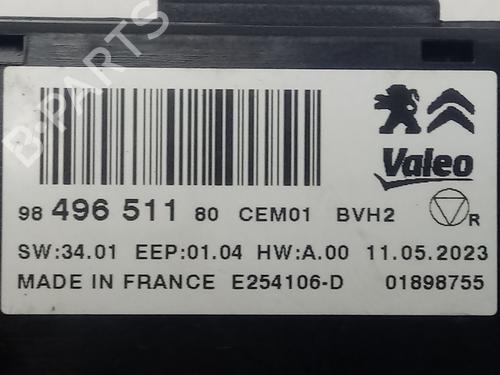 B-PARTS
Valeo
98 496 511 80 CEM01 BVH2 R
SW:34.01 EEP:01.04 HW:A.00 11.05.2023
MADE IN FRANCE E254106-D 01898755